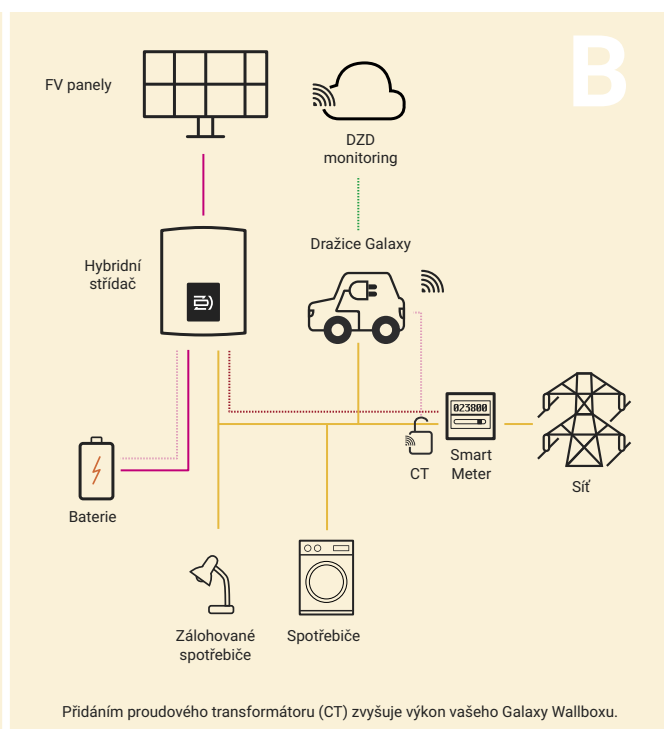 B
FV panely
DZD
monitoring
Dražice Galaxy
Hybridní
střídač
023800
CT
Smart
Meter
Síť
Baterie
Zálohované
spotřebiče
Spotřebiče
Přidáním proudového transformátoru (CT) zvyšuje výkon vašeho Galaxy Wallboxu.